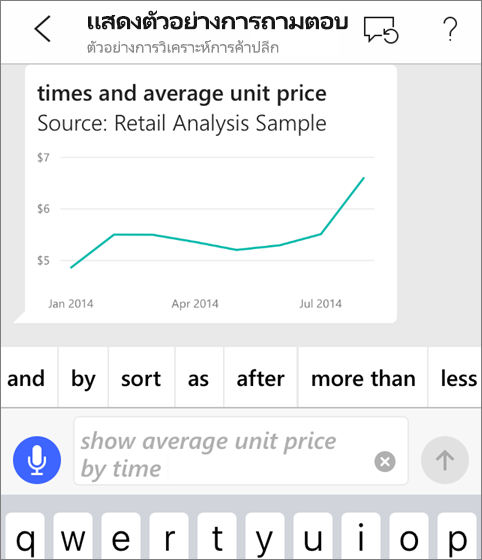 แสดงตัวอย่างการถามตอบ
ตัวอย่างการวิเคราะห์การค้าปลีก
?
times and average unit price
Source: Retail Analysis Sample
$7
$6
$5
Jan 2014 Apr 2014 Jul 2014
and by sort as after more than less
show average unit price
by time
q w e r t y u i o p